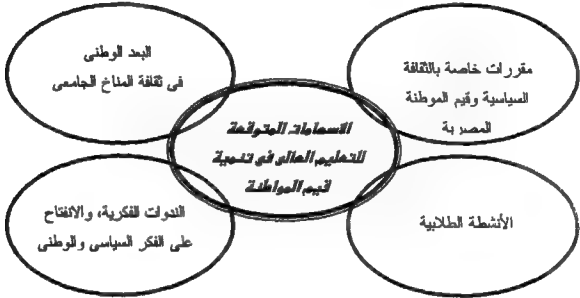 البعد الوطنى
فى ثقافة المناخ الجامعى
مقررات خاصة بالثقافة
السياسية وقيم الموطنة
المصرية
الاسهامات المتوقعة
للتعليم العالى فى تنمية
قيم المواطنة
الندوات الفكرية، والانفتاح
على الفكر السياسى والوطنى
الأنشطة الطلابية